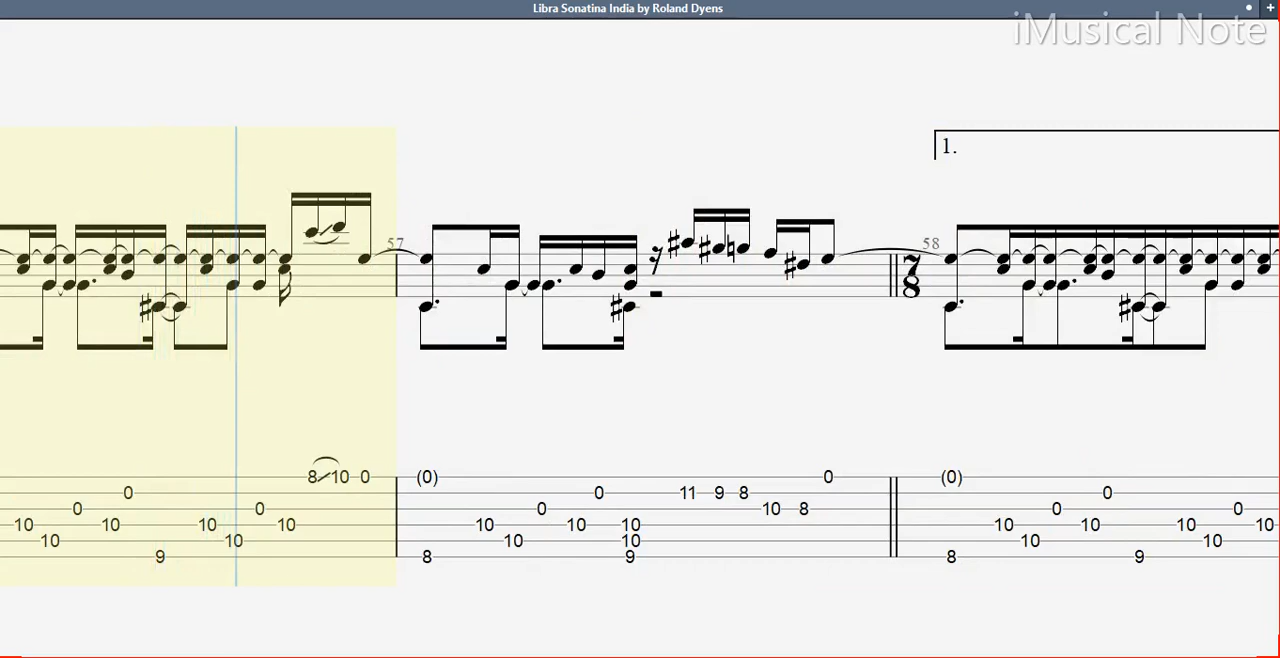 Libra Sonatina India by Roland Dyens
iMusical Note
1.
57
58
7
8
8 10 0 (0) 0 (0)
0 0 11 9 8 0
0 0 0 10 8 0 0
10 10 10 10 10 10 10 10 10 10 10
10 10 10 10 10 10
9 8 9 8 9